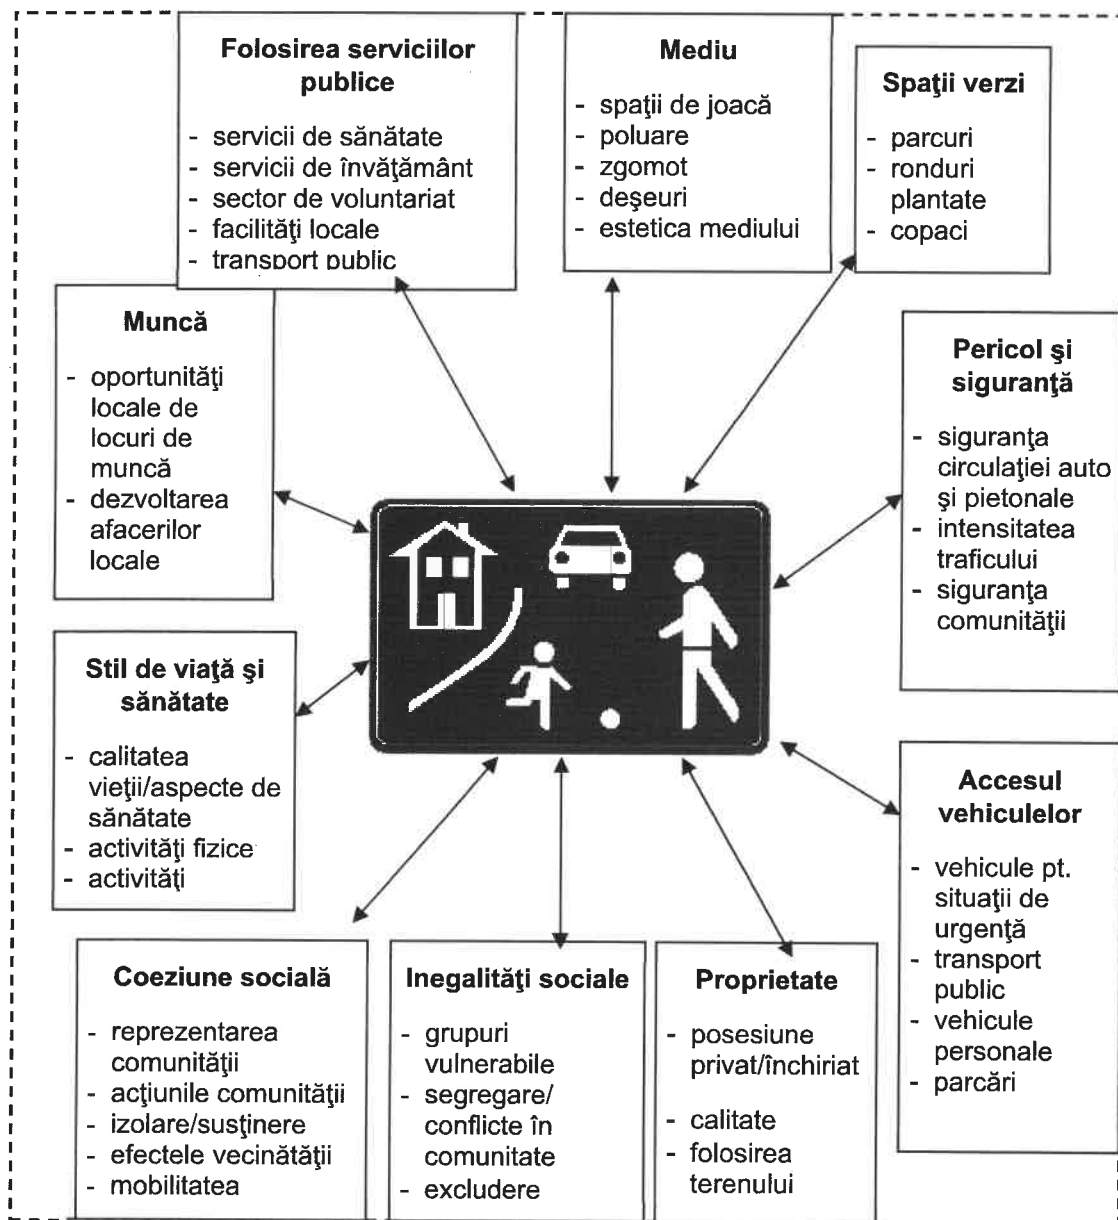 Folosirea serviciilor
publice
- servicii de sănătate
- servicii de învăţământ
- sector de voluntariat
- facilităţi locale
- transport public
Mediu
- spaţii de joacă
- poluare
- zgomot
- deşeuri
- estetica mediului
Spaţii verzi
- parcuri
- ronduri
plantate
- copaci
Muncă
- oportunităţi
locale de
locuri de
muncă
- dezvoltarea
afacerilor
locale
Pericol şi
siguranţă
- siguranţa
circulaţiei auto
şi pietonale
- intensitatea
traficului
- siguranţa
comunităţii
Stil de viaţă şi
sănătate
- calitatea
vieţii/aspecte de
sănătate
- activităţi fizice
- activităţi
Accesul
vehiculelor
- vehicule pt.
situaţii de
urgenţă
- transport
public
- vehicule
personale
- parcări
Coeziune socială
- reprezentarea
comunităţii
- acţiunile comunităţii
- izolare/susţinere
- efectele vecinătăţii
- mobilitatea
Inegalităţi sociale
- grupuri
vulnerabile
- segregare/
conflicte în
comunitate
- excludere
Proprietate
- posesiune
privat/închiriat
- calitate
- folosirea
terenului